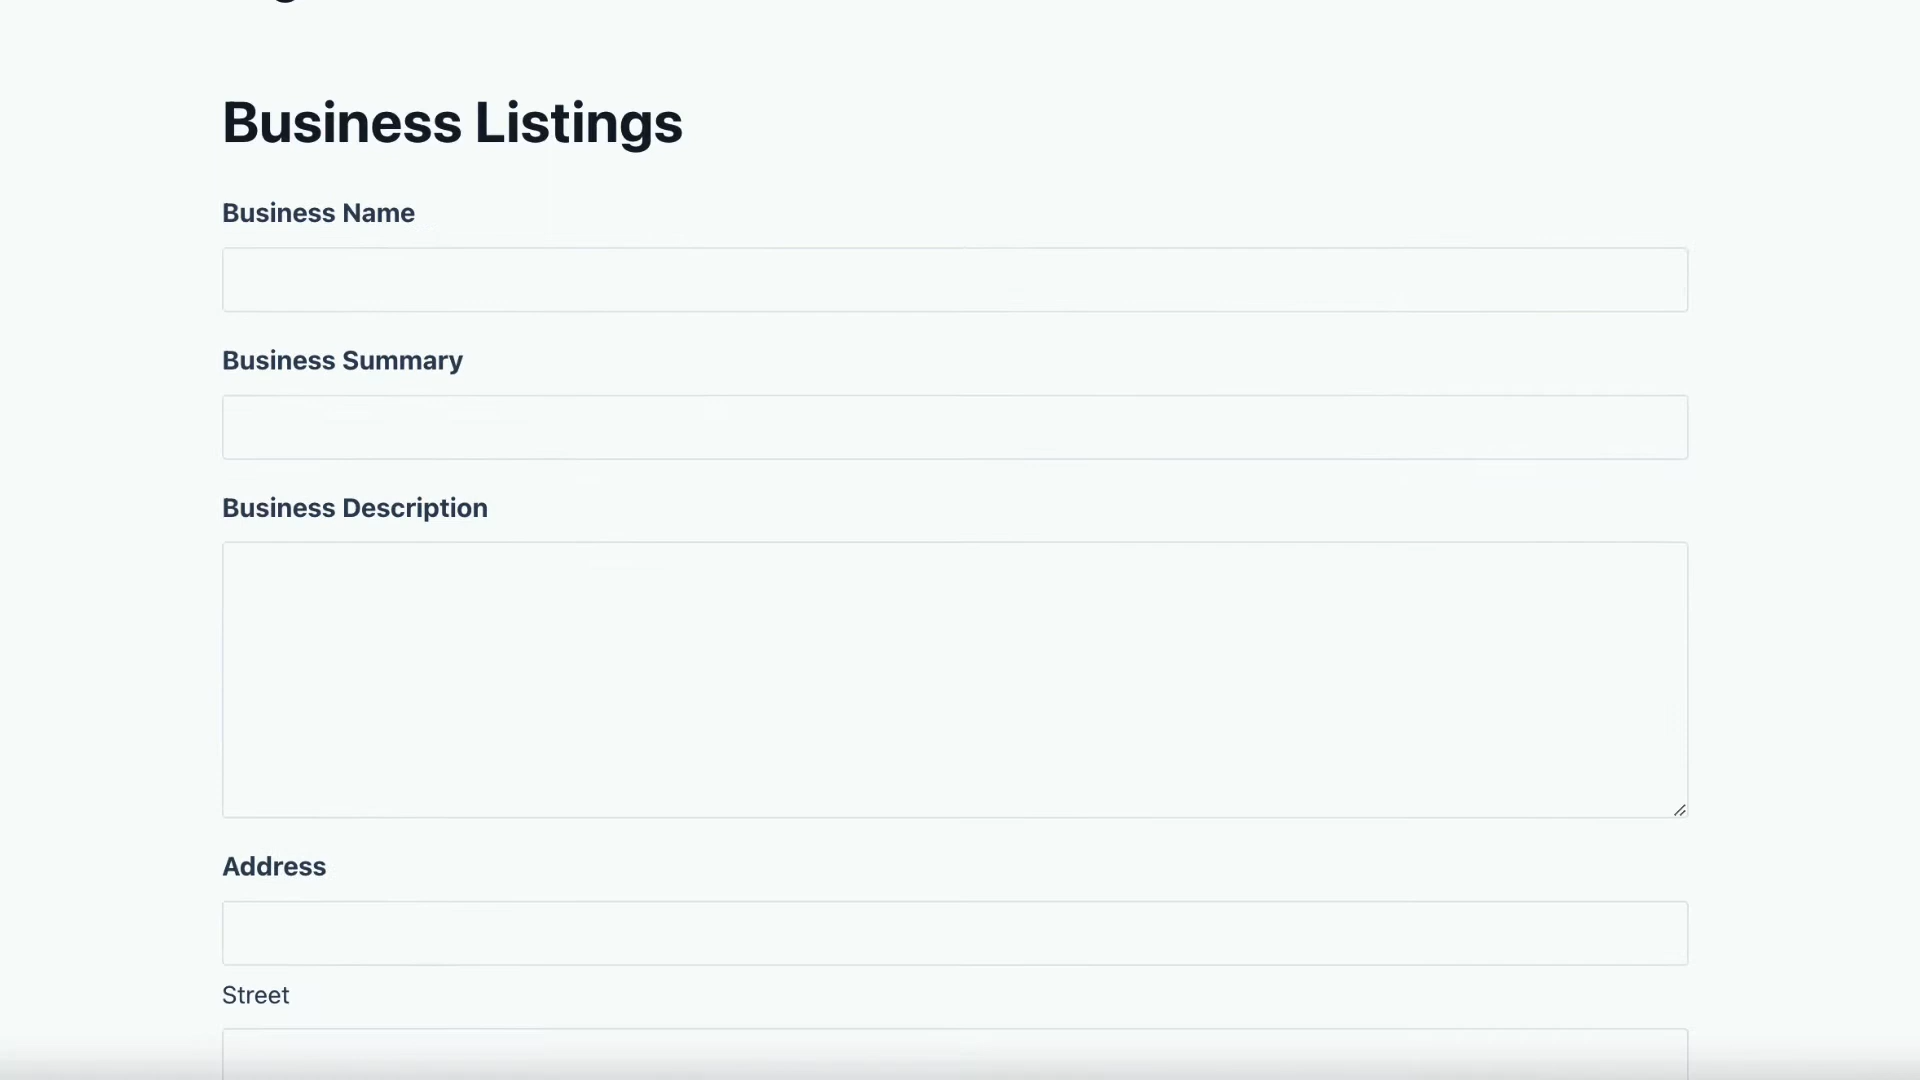 Business Listings
Business Name
Business Summary
Business Description
Address
Street